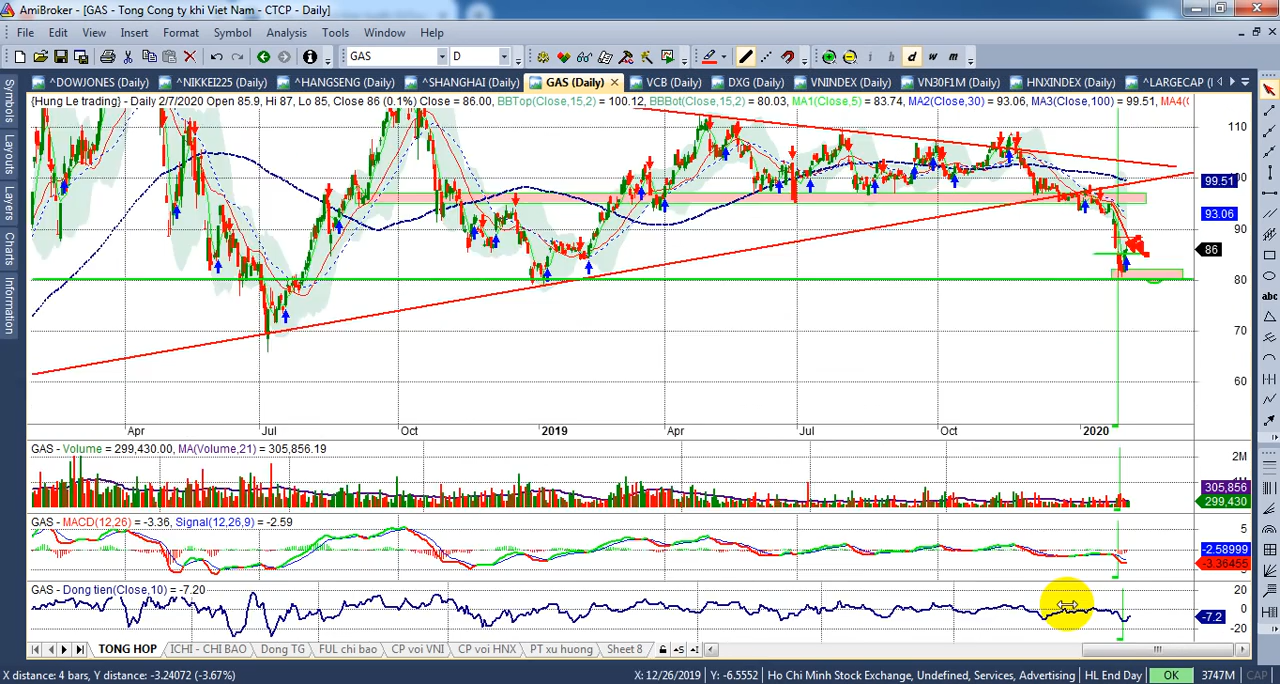 AmiBroker - [GAS - Tong Cong ty khi Viet Nam - CTCP - Daily]
File Edit View Insert Format Symbol Analysis Tools Window Help
GAS D i h d w m
^DOWJONES (Daily) ^NIKKEI225 (Daily) ^HANGSENG (Daily) ^SHANGHAI (Daily) GAS (Daily) VCB (Daily) DXG (Daily) VNINDEX (Daily) VN30F1M (Daily) HNXINDEX (Daily) ^LARGECAP (I
{Hung Le trading} - Daily 2/7/2020 Open 85.9, Hi 87, Lo 85, Close 86 (0.1%) Close = 86.00, BBTop(Close,15,2) = 100.12, BBBot(Close,15,2) = 80.03, MA1(Close,5) = 83.74, MA2(Close,30) = 93.06, MA3(Close,100) = 99.51, MA4(
Symbols
Layouts
Layers
Charts
Information
110
99.51
93.06
90
86
80
70
60
abc
Apr Jul Oct 2019 Apr Jul Oct 2020
GAS - Volume = 299,430.00, MA(Volume,21) = 305,856.19
2M
305,856
299,430
GAS - MACD(12,26) = -3.36, Signal(12,26,9) = -2.59
5
-2.58999
-3.36455
GAS - Dong tien(Close,10) = -7.20
20
0
-7.2
-20
TONG HOP ICHI - CHI BAO Dong TG FUL chi bao CP voi VNI CP voi HNX PT xu huong Sheet 8
X distance: 4 bars, Y distance: -3.24072 (-3.67%) X: 12/26/2019 Y: -6.5552 Ho Chi Minh Stock Exchange, Undefined, Services, Advertising HL End Day OK 3747M CAP